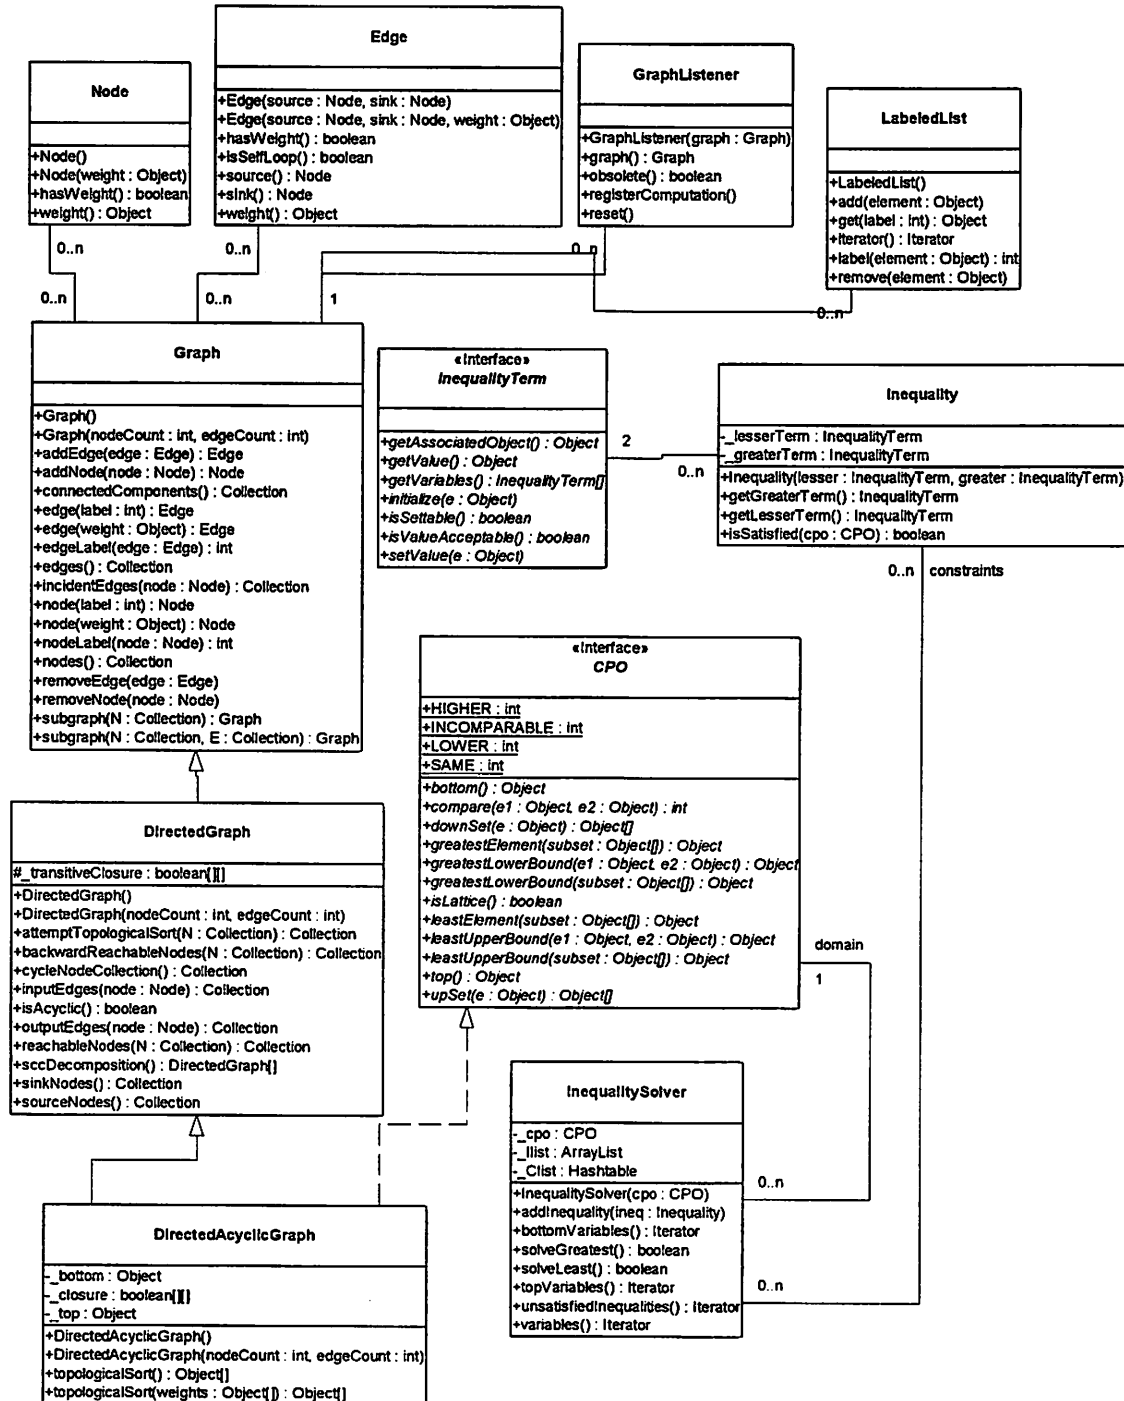 Node
+Node()
+Node(weight : Object)
+hasWeight() : boolean
+weight() : Object
Edge
+Edge(source : Node, sink : Node)
+Edge(source : Node, sink : Node, weight : Object)
+hasWeight() : boolean
+isSelfLoop() : boolean
+source() : Node
+sink() : Node
+weight() : Object
GraphListener
+GraphListener(graph : Graph)
+graph() : Graph
+obsolete() : boolean
+registerComputation()
+reset()
LabeledList
+LabeledList()
+add(element : Object)
+get(label : int) : Object
+iterator() : Iterator
+label(element : Object) : int
+remove(element : Object)
0..n
0..n
0..n
0..n
0..n
1
0..n
Graph
+Graph()
+Graph(nodeCount : int, edgeCount : int)
+addEdge(edge : Edge) : Edge
+addNode(node : Node) : Node
+connectedComponents() : Collection
+edge(label : int) : Edge
+edge(weight : Object) : Edge
+edgeLabel(edge : Edge) : int
+edges() : Collection
+incidentEdges(node : Node) : Collection
+node(label : int) : Node
+node(weight : Object) : Node
+nodeLabel(node : Node) : int
+nodes() : Collection
+removeEdge(edge : Edge)
+removeNode(node : Node)
+subgraph(N : Collection) : Graph
+subgraph(N : Collection, E : Collection) : Graph
«Interface»
InequalityTerm
+getAssociatedObject() : Object
+getValue() : Object
+getVariables() : InequalityTerm[]
+initialize(e : Object)
+isSettable() : boolean
+isValueAcceptable() : boolean
+setValue(e : Object)
2
0..n
Inequality
-_lesserTerm : InequalityTerm
-_greaterTerm : InequalityTerm
+Inequality(lesser : InequalityTerm, greater : InequalityTerm)
+getGreaterTerm() : InequalityTerm
+getLesserTerm() : InequalityTerm
+isSatisfied(cpo : CPO) : boolean
0..n constraints
«Interface»
CPO
+HIGHER : int
+INCOMPARABLE : int
+LOWER : int
+SAME : int
+bottom() : Object
+compare(e1 : Object, e2 : Object) : int
+downSet(e : Object) : Object[]
+greatestElement(subset : Object[]) : Object
+greatestLowerBound(e1 : Object, e2 : Object) : Object
+greatestLowerBound(subset : Object[]) : Object
+isLattice() : boolean
+leastElement(subset : Object[]) : Object
+leastUpperBound(e1 : Object, e2 : Object) : Object
+leastUpperBound(subset : Object[]) : Object
+top() : Object
+upSet(e : Object) : Object[]
domain
1
DirectedGraph
#_transitiveClosure : boolean[][]
+DirectedGraph()
+DirectedGraph(nodeCount : int, edgeCount : int)
+attemptTopologicalSort(N : Collection) : Collection
+backwardReachableNodes(N : Collection) : Collection
+cycleNodeCollection() : Collection
+inputEdges(node : Node) : Collection
+isAcyclic() : boolean
+outputEdges(node : Node) : Collection
+reachableNodes(N : Collection) : Collection
+sccDecomposition() : DirectedGraph[]
+sinkNodes() : Collection
+sourceNodes() : Collection
InequalitySolver
-_cpo : CPO
-_Ilist : ArrayList
-_Clist : Hashtable
+InequalitySolver(cpo : CPO)
+addInequality(ineq : Inequality)
+bottomVariables() : Iterator
+solveGreatest() : boolean
+solveLeast() : boolean
+topVariables() : Iterator
+unsatisfiedInequalities() : Iterator
+variables() : Iterator
0..n
0..n
DirectedAcyclicGraph
-_bottom : Object
-_closure : boolean[][]
-_top : Object
+DirectedAcyclicGraph()
+DirectedAcyclicGraph(nodeCount : int, edgeCount : int)
+topologicalSort() : Object[]
+topologicalSort(weights : Object[]) : Object[]